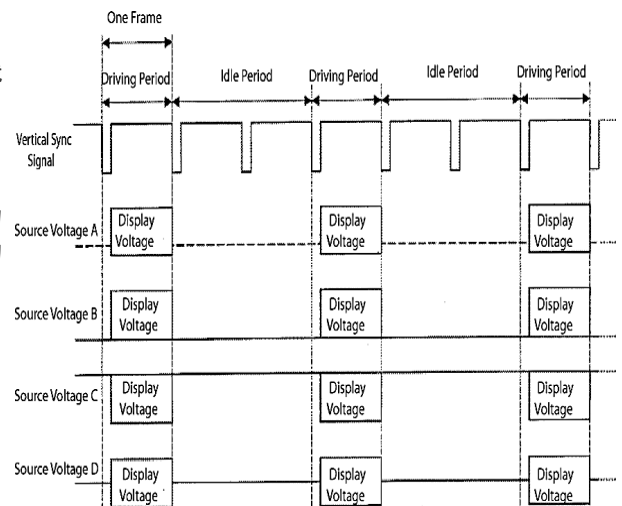 One Frame
Driving Period Idle Period Driving Period Idle Period Driving Period
Vertical Sync
Signal
Source Voltage A
Display
Voltage
Display
Voltage
Display
Voltage
Source Voltage B
Display
Voltage
Display
Voltage
Display
Voltage
Source Voltage C
Display
Voltage
Display
Voltage
Display
Voltage
Source Voltage D
Display
Voltage
Display
Voltage
Display
Voltage